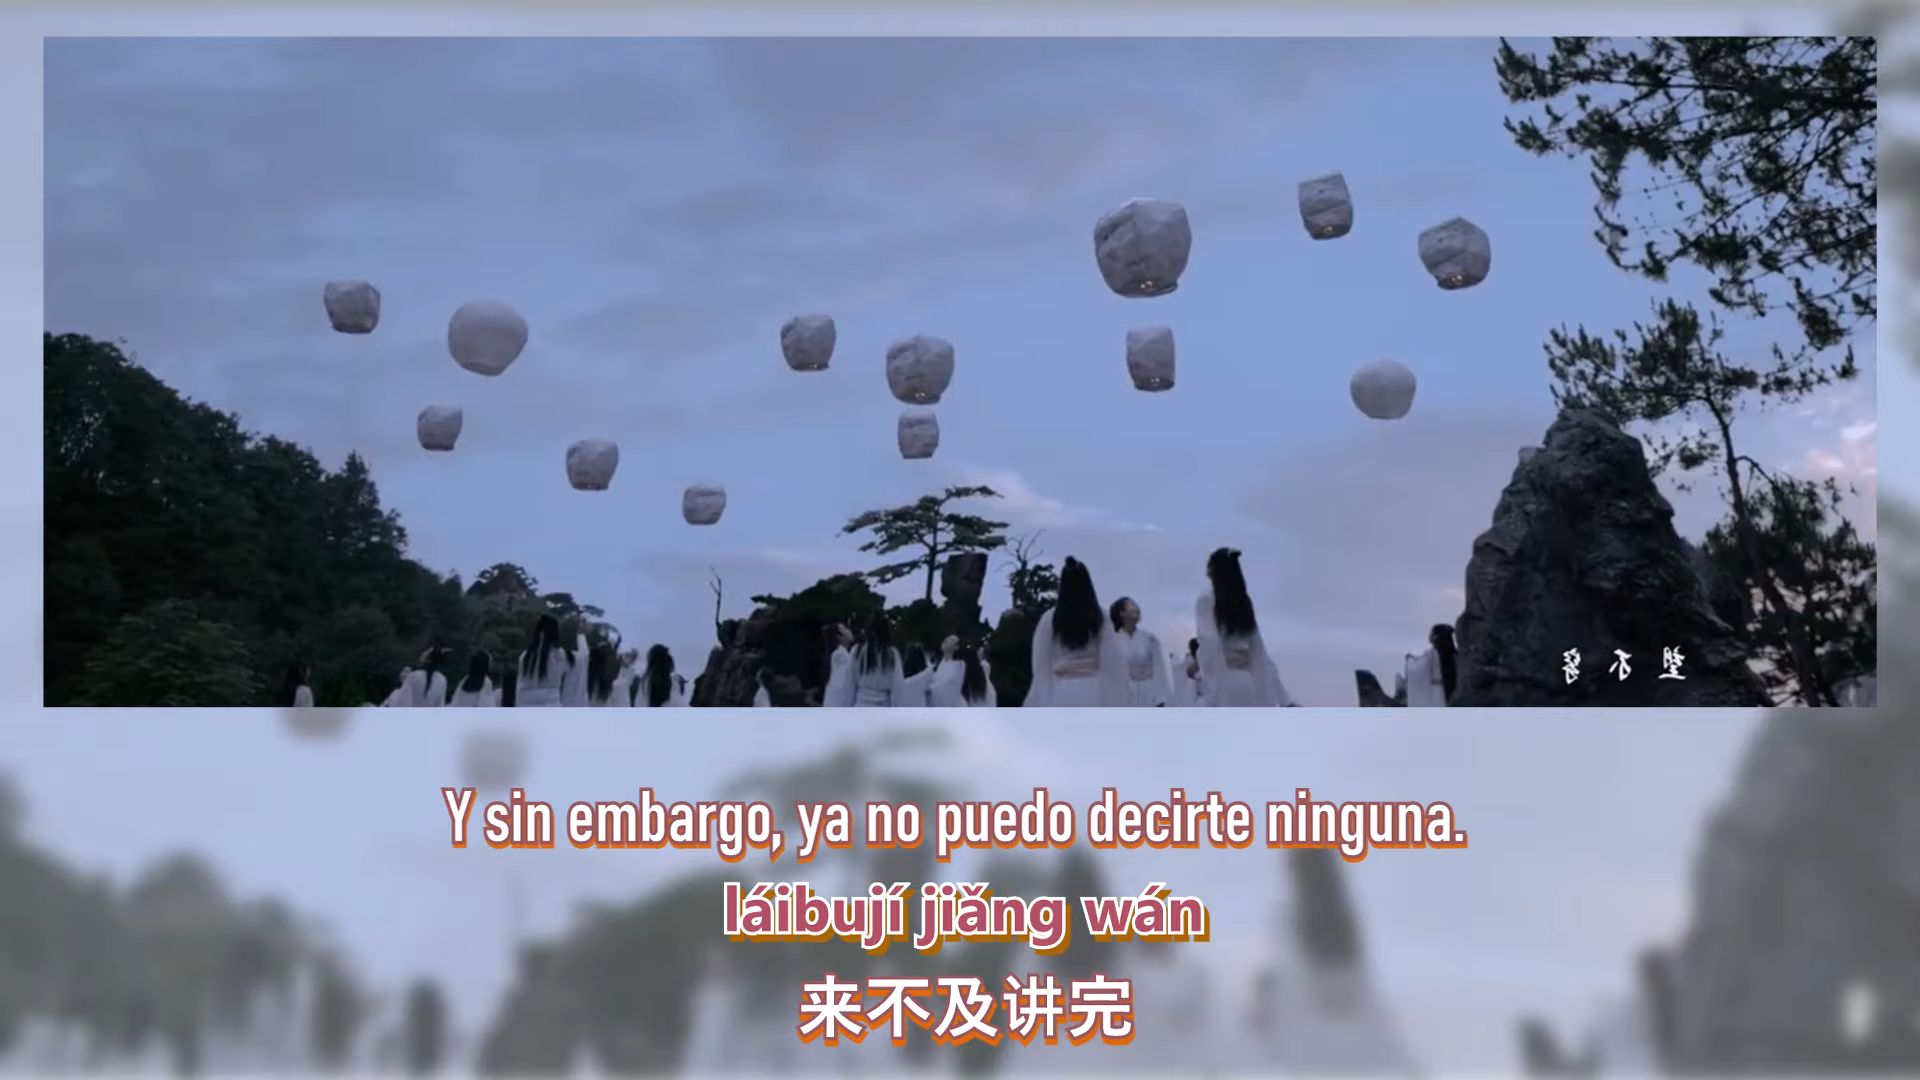 Y sin embargo, ya no puedo decirte ninguna.
láibují jiǎng wán
来不及讲完